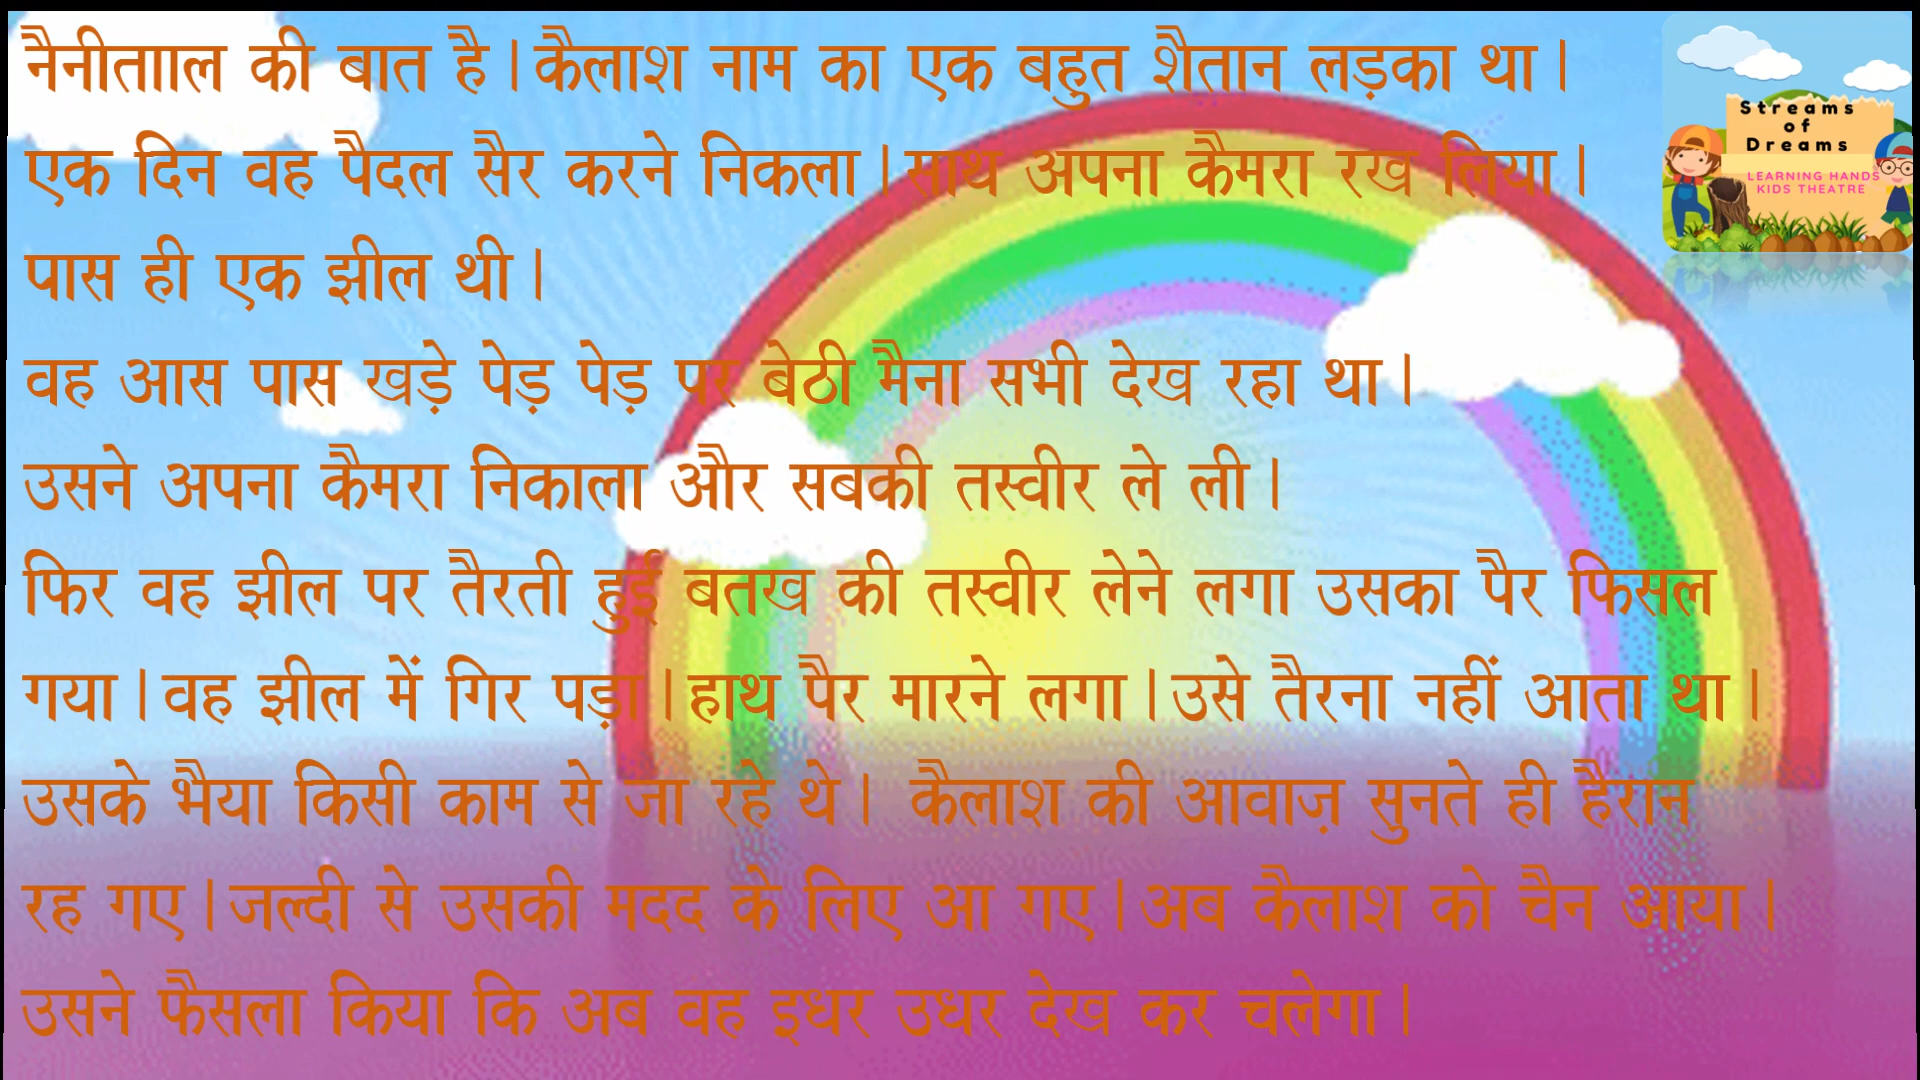 नैनीतााल की बात है।कैलाश नाम का एक बहुत शैतान लड़का था।
एक दिन वह पैदल सैर करने निकला।साथ अपना कैमरा रख लिया।
पास ही एक झील थी।
वह आस पास खड़े पेड़ पेड़ पर बेठी मैना सभी देख रहा था।
उसने अपना कैमरा निकाला और सबकी तस्वीर ले ली।
फिर वह झील पर तैरती हुई बतख की तस्वीर लेने लगा उसका पैर फिसल
गया।वह झील में गिर पड़ा।हाथ पैर मारने लगा।उसे तैरना नहीं आता था।
उसके भैया किसी काम से जा रहे थे। कैलाश की आवाज़ सुनते ही हैरान
रह गए।जल्दी से उसकी मदद के लिए आ गए।अब कैलाश को चैन आया।
उसने फैसला किया कि अब वह इधर उधर देख कर चलेगा।
Streams
of
Dreams
LEARNING HANDS
KIDS THEATRE